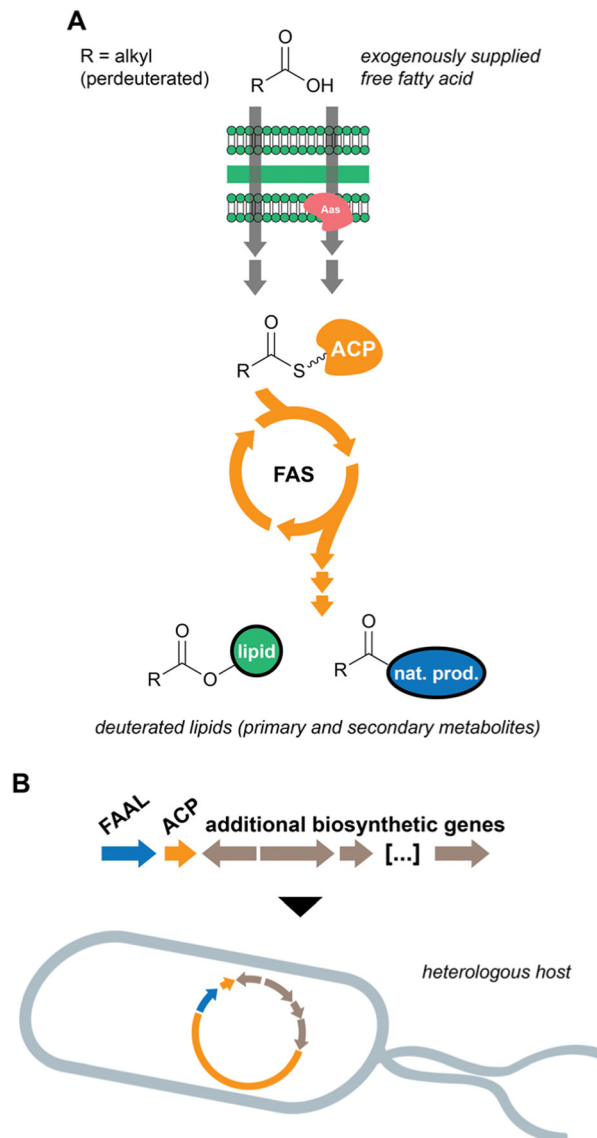 A
R = alkyl
(perdeuterated)
O
R
OH
exogenously supplied
free fatty acid
Aas
O
R
S
ACP
FAS
O
R
O
lipid
O
R
nat. prod.
deuterated lipids (primary and secondary metabolites)
B
FAAL
ACP
additional biosynthetic genes
[...]
heterologous host